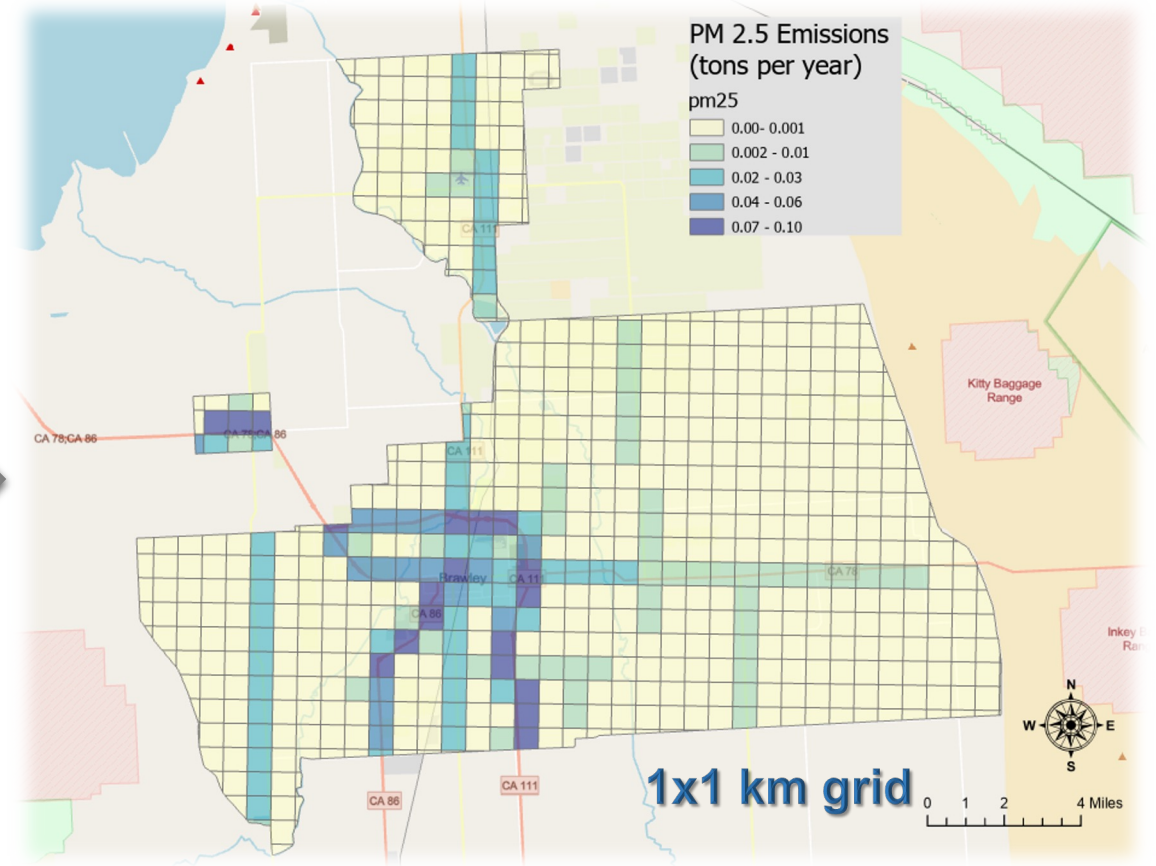 PM 2.5 Emissions
(tons per year)
pm25
0.00- 0.001
0.002 - 0.01
0.02 - 0.03
0.04 - 0.06
0.07 - 0.10
CA 111
Kitty Baggage
Range
CA 78;CA 86
CA 78;CA 86
CA 111
CA 78
Brawley
CA 111
CA 86
Inkey
N
W
E
S
CA 111
CA 86
1x1 km grid
0 1 2 4 Miles